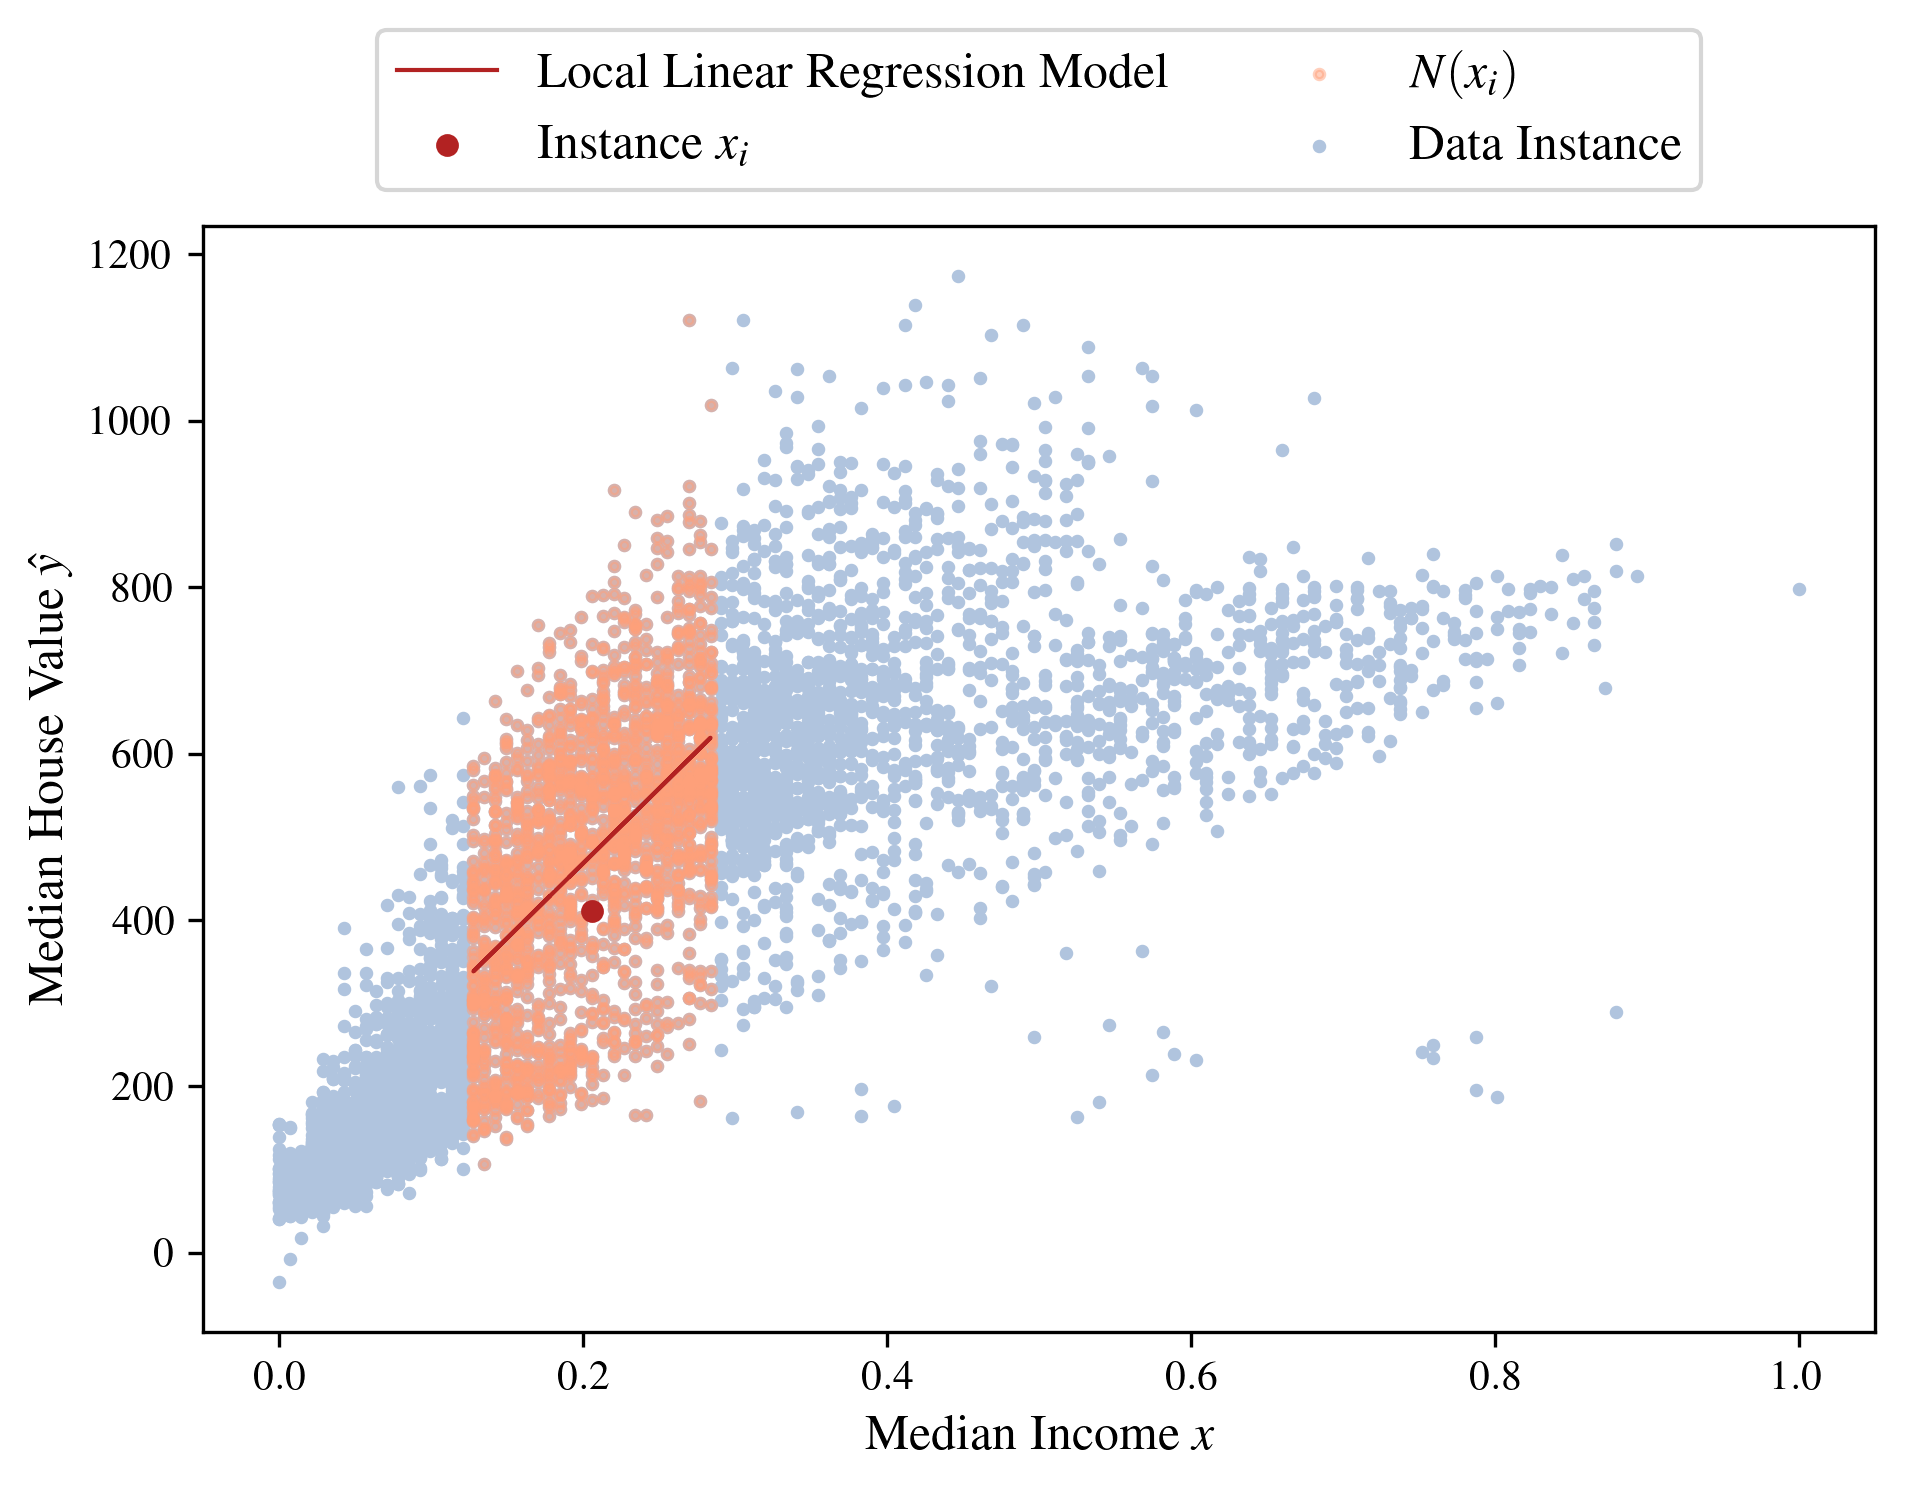 Local Linear Regression Model
N(xᵢ)
Instance xᵢ
Data Instance
1200
1000
800
600
400
200
0
Median House Value ŷ
0.0 0.2 0.4 0.6 0.8 1.0
Median Income x